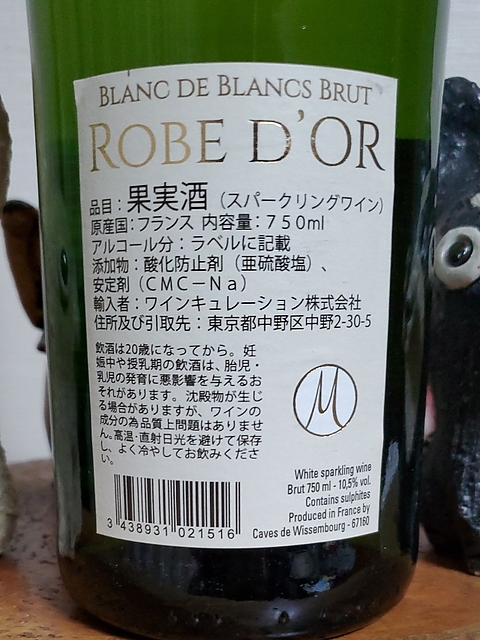 BLANC DE BLANCS BRUT
ROBE D'OR
品目：果実酒（スパークリングワイン）
原産国：フランス 内容量：７５０ml
アルコール分：ラベルに記載
添加物：酸化防止剤（亜硫酸塩）、
安定剤（ＣＭＣ－Ｎａ）
輸入者：ワインキュレーション株式会社
住所及び引取先：東京都中野区中野2-30-5
飲酒は20歳になってから。妊
娠中や授乳期の飲酒は、胎児・
乳児の発育に悪影響を与えるお
それがあります。沈殿物が生じ
る場合がありますが、ワインの
成分の為品質上問題はありませ
ん。高温・直射日光を避けて保存
し、よく冷やしてお飲みくださ
い。
M
White sparkling wine
Brut 750 ml - 10,5% vol.
Contains sulphites
Produced in France by
Caves de Wissembourg - 67160
3 438931 021516